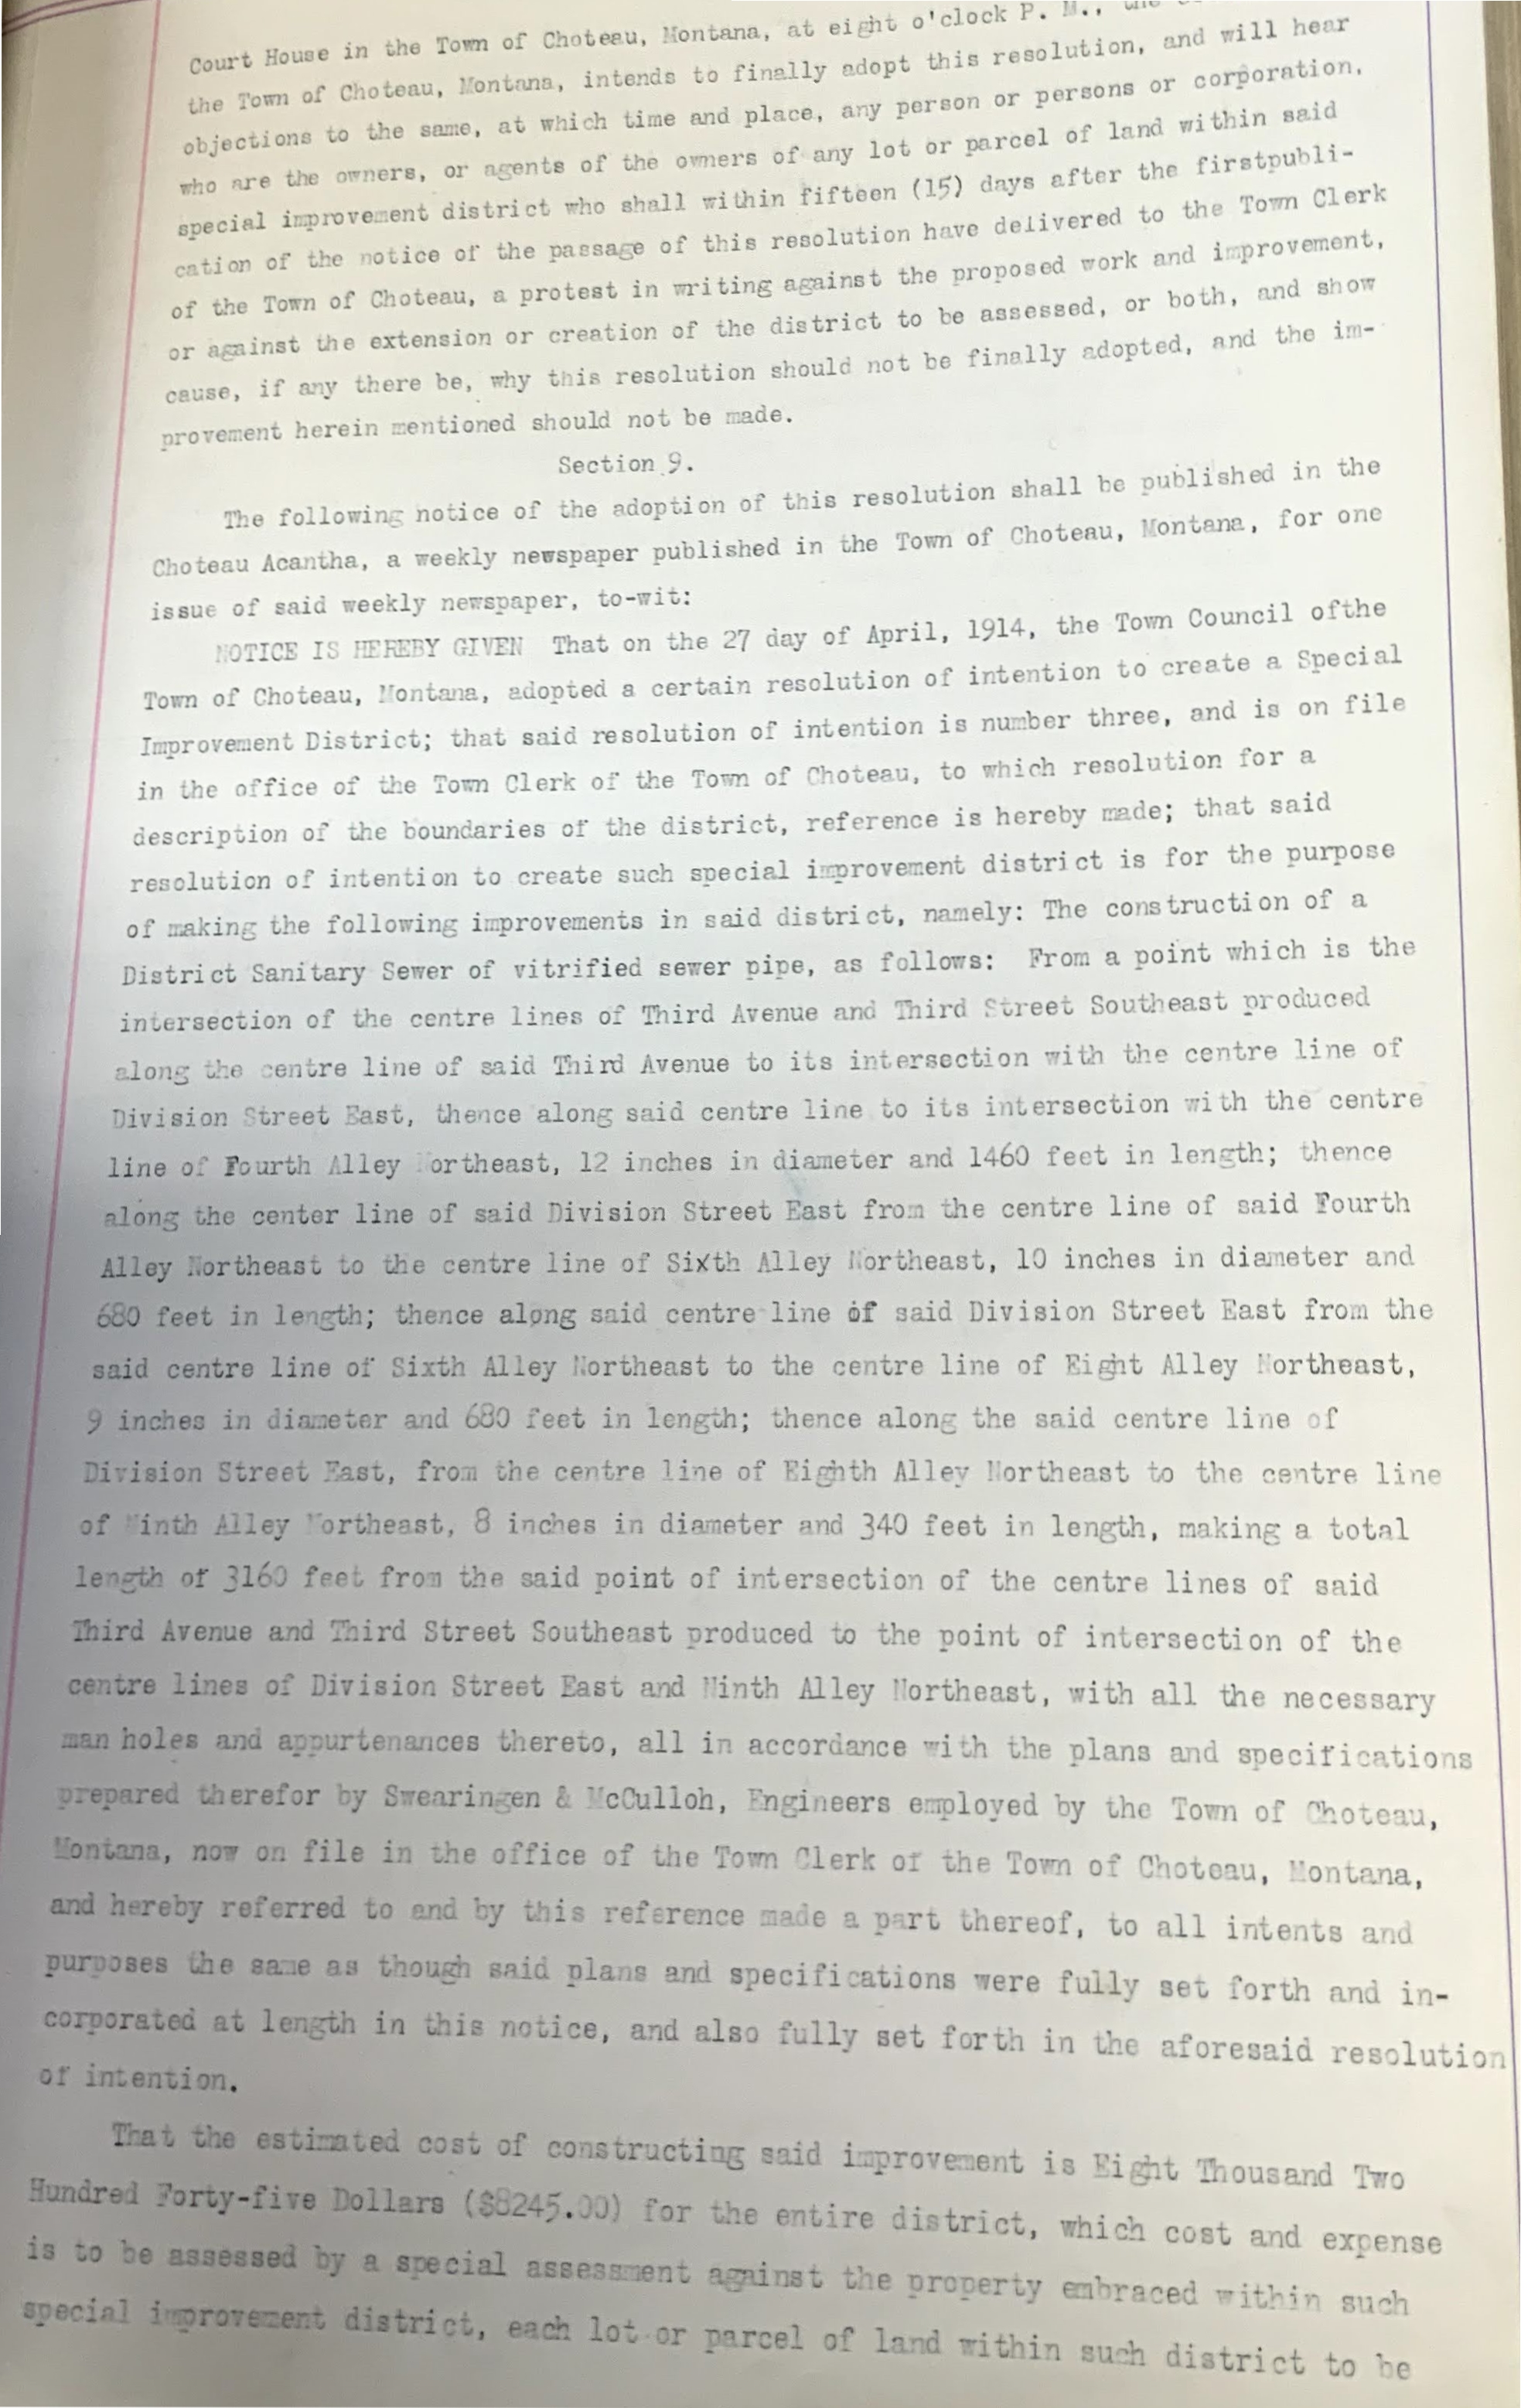 Court House in the Town of Choteau, Montana, at eight o'clock P. M., the
the Town of Choteau, Montana, intends to finally adopt this resolution, and will hear
objections to the same, at which time and place, any person or persons or corporation,
who are the owners, or agents of the owners of any lot or parcel of land within said
special improvement district who shall within fifteen (15) days after the firstpubli-
cation of the notice of the passage of this resolution have delivered to the Town Clerk
of the Town of Choteau, a protest in writing against the proposed work and improvement,
or against the extension or creation of the district to be assessed, or both, and show
cause, if any there be, why this resolution should not be finally adopted, and the im-
provement herein mentioned should not be made.
Section 9.
The following notice of the adoption of this resolution shall be published in the
Choteau Acantha, a weekly newspaper published in the Town of Choteau, Montana, for one
issue of said weekly newspaper, to-wit:
NOTICE IS HEREBY GIVEN That on the 27 day of April, 1914, the Town Council ofthe
Town of Choteau, Montana, adopted a certain resolution of intention to create a Special
Improvement District; that said resolution of intention is number three, and is on file
in the office of the Town Clerk of the Town of Choteau, to which resolution for a
description of the boundaries of the district, reference is hereby made; that said
resolution of intention to create such special improvement district is for the purpose
of making the following improvements in said district, namely: The construction of a
District Sanitary Sewer of vitrified sewer pipe, as follows: From a point which is the
intersection of the centre lines of Third Avenue and Third Street Southeast produced
along the centre line of said Third Avenue to its intersection with the centre line of
Division Street East, thence along said centre line to its intersection with the centre
line of Fourth Alley Northeast, 12 inches in diameter and 1460 feet in length; thence
along the center line of said Division Street East from the centre line of said Fourth
Alley Northeast to the centre line of Sixth Alley Northeast, 10 inches in diameter and
680 feet in length; thence along said centre line of said Division Street East from the
said centre line of Sixth Alley Northeast to the centre line of Eight Alley Northeast,
9 inches in diameter and 680 feet in length; thence along the said centre line of
Division Street East, from the centre line of Eighth Alley Northeast to the centre line
of Ninth Alley Northeast, 8 inches in diameter and 340 feet in length, making a total
length of 3160 feet from the said point of intersection of the centre lines of said
Third Avenue and Third Street Southeast produced to the point of intersection of the
centre lines of Division Street East and Ninth Alley Northeast, with all the necessary
man holes and appurtenances thereto, all in accordance with the plans and specifications
prepared therefor by Swearingen & McCulloh, Engineers employed by the Town of Choteau,
Montana, now on file in the office of the Town Clerk of the Town of Choteau, Montana,
and hereby referred to and by this reference made a part thereof, to all intents and
purposes the same as though said plans and specifications were fully set forth and in-
corporated at length in this notice, and also fully set forth in the aforesaid resolution
of intention.
That the estimated cost of constructing said improvement is Eight Thousand Two
Hundred Forty-five Dollars ($8245.00) for the entire district, which cost and expense
is to be assessed by a special assessment against the property embraced within such
special improvement district, each lot or parcel of land within such district to be